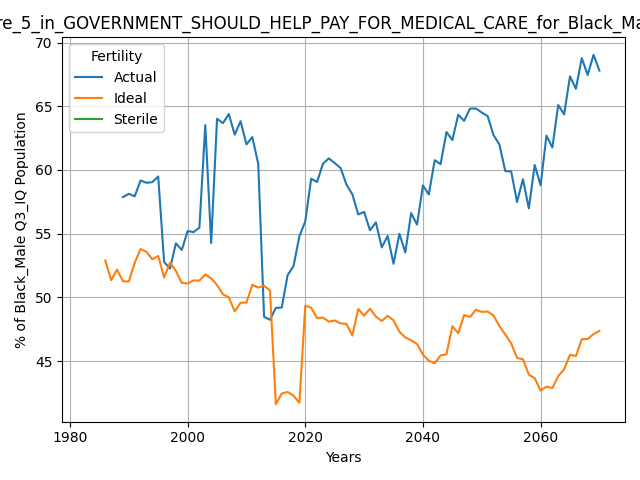 re_5_in_GOVERNMENT_SHOULD_HELP_PAY_FOR_MEDICAL_CARE_for_Black_Ma
Fertility
Actual
Ideal
Sterile
% of Black_Male Q3_IQ Population
70
65
60
55
50
45
1980
2000
2020
2040
2060
Years